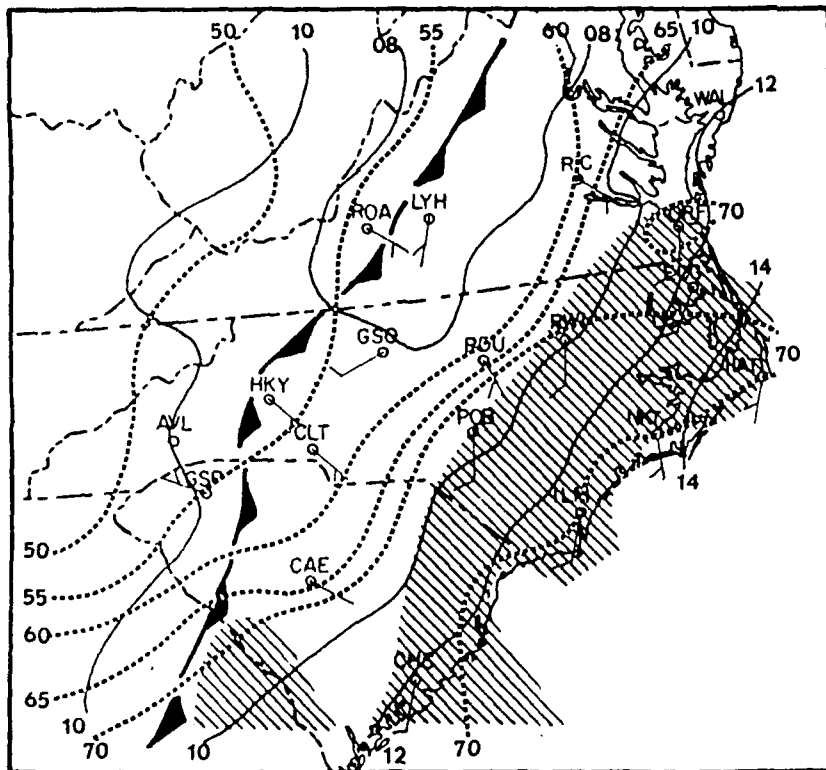 50 10 08 55 60 08 65 10
WAL 12
RIC
ROA LYH
ORF 70
ECG 14
GSO RDU RWI
70
HAT
HKY
AVL CLT POB NKT
GSP 14
ILM
50
CAE
55
60
CHS
65
10
70 10 12 70